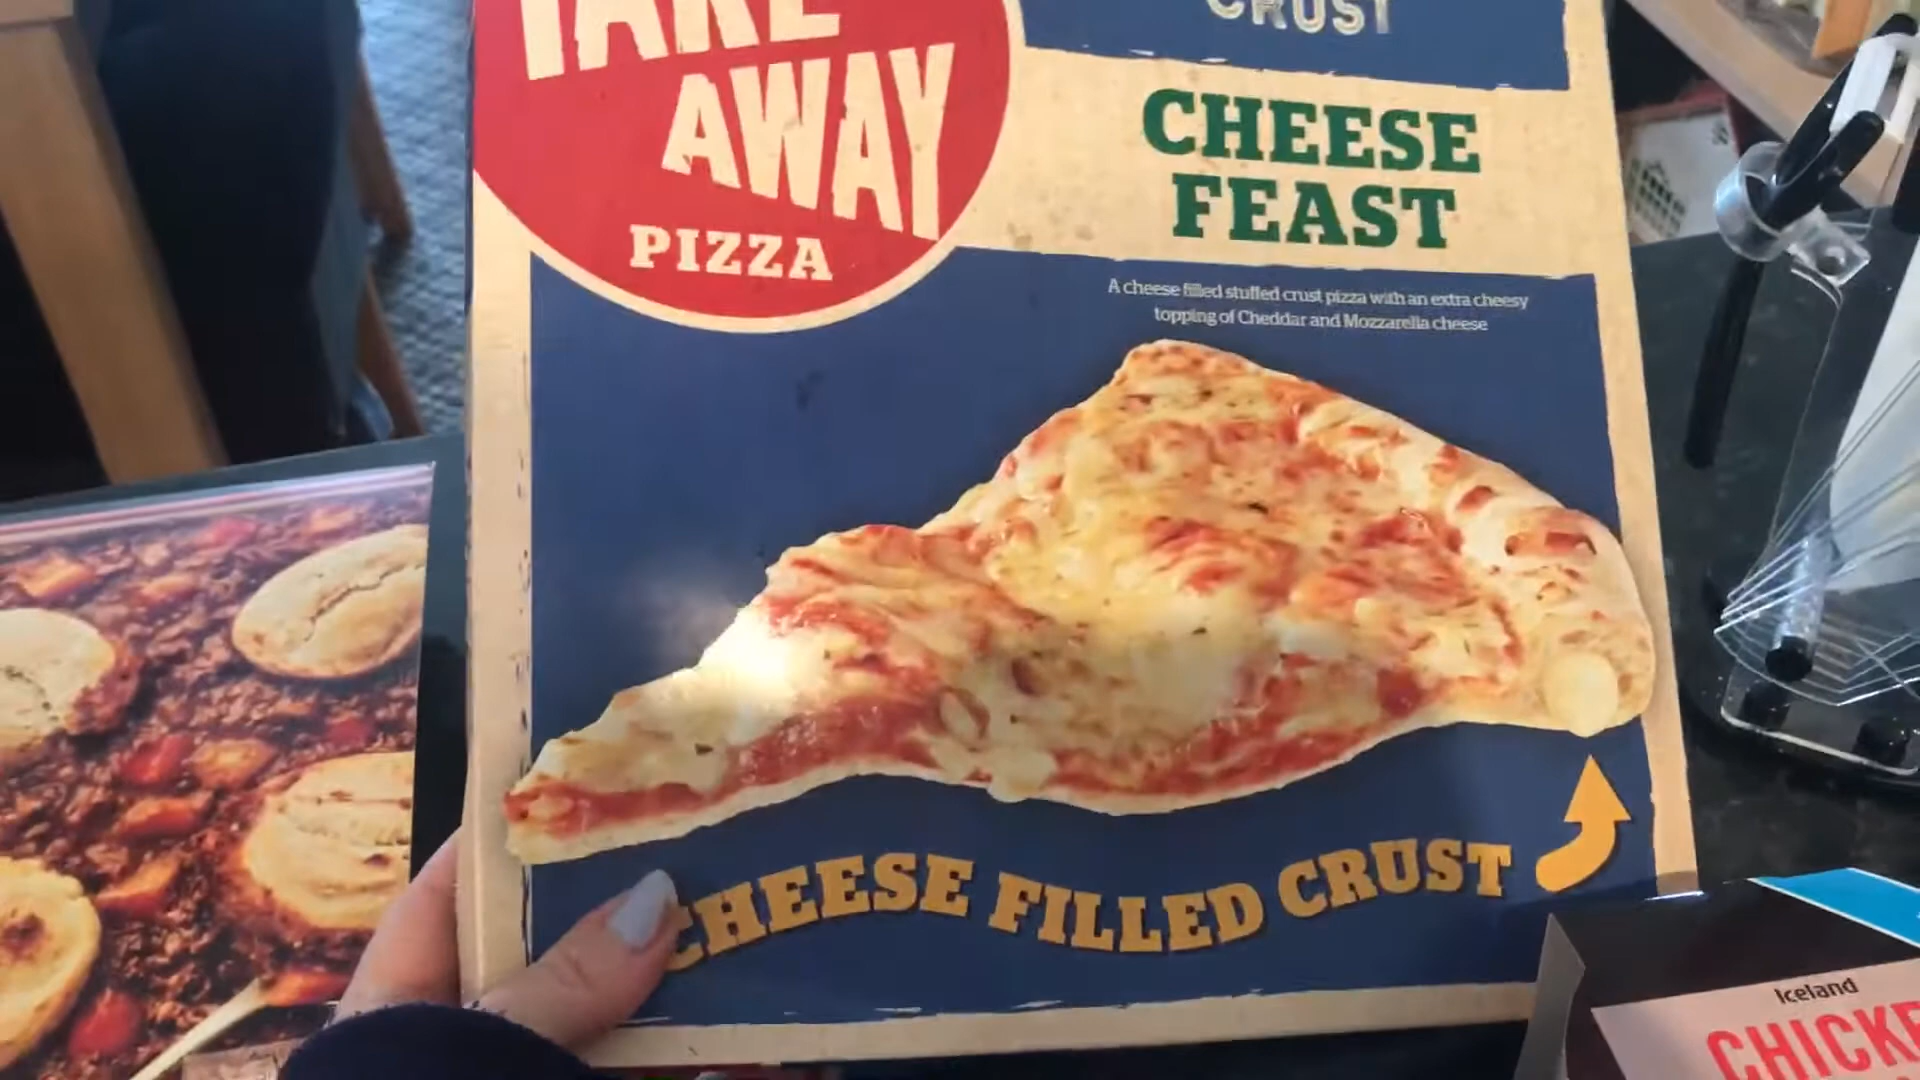 TAKE
AWAY
PIZZA
CRUST
CHEESE
FEAST
A cheese filled stuffed crust pizza with an extra cheesy
topping of Cheddar and Mozzarella cheese
CHEESE FILLED CRUST
Iceland